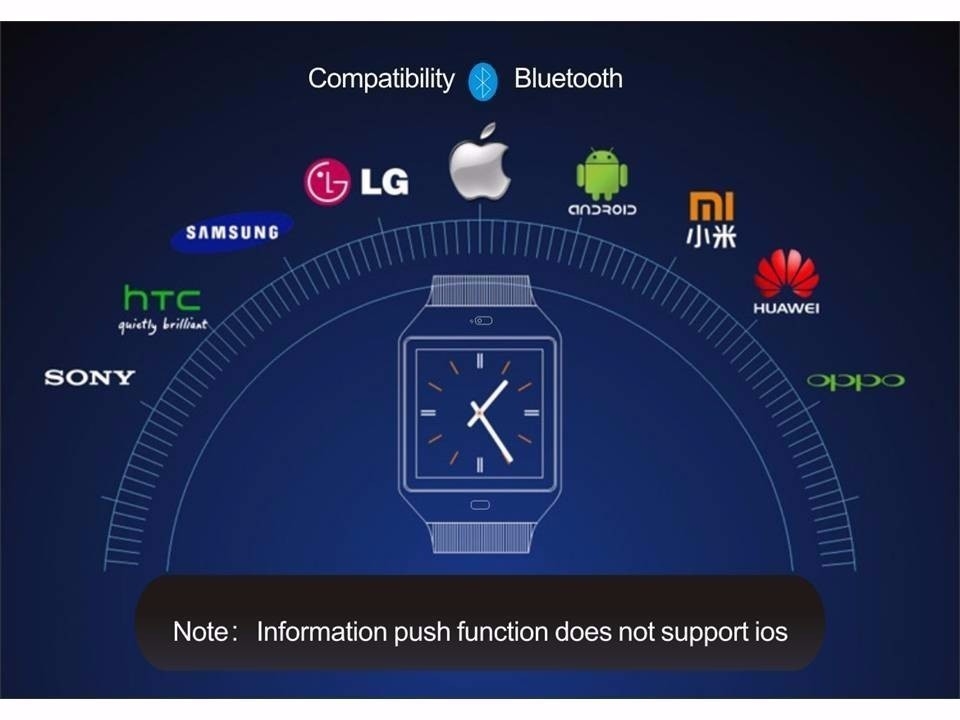 Compatibility Bluetooth
LG
ANDROID
SAMSUNG
MI
小米
hTC
quietly brilliant
HUAWEI
SONY
oppo
Note： Information push function does not support ios